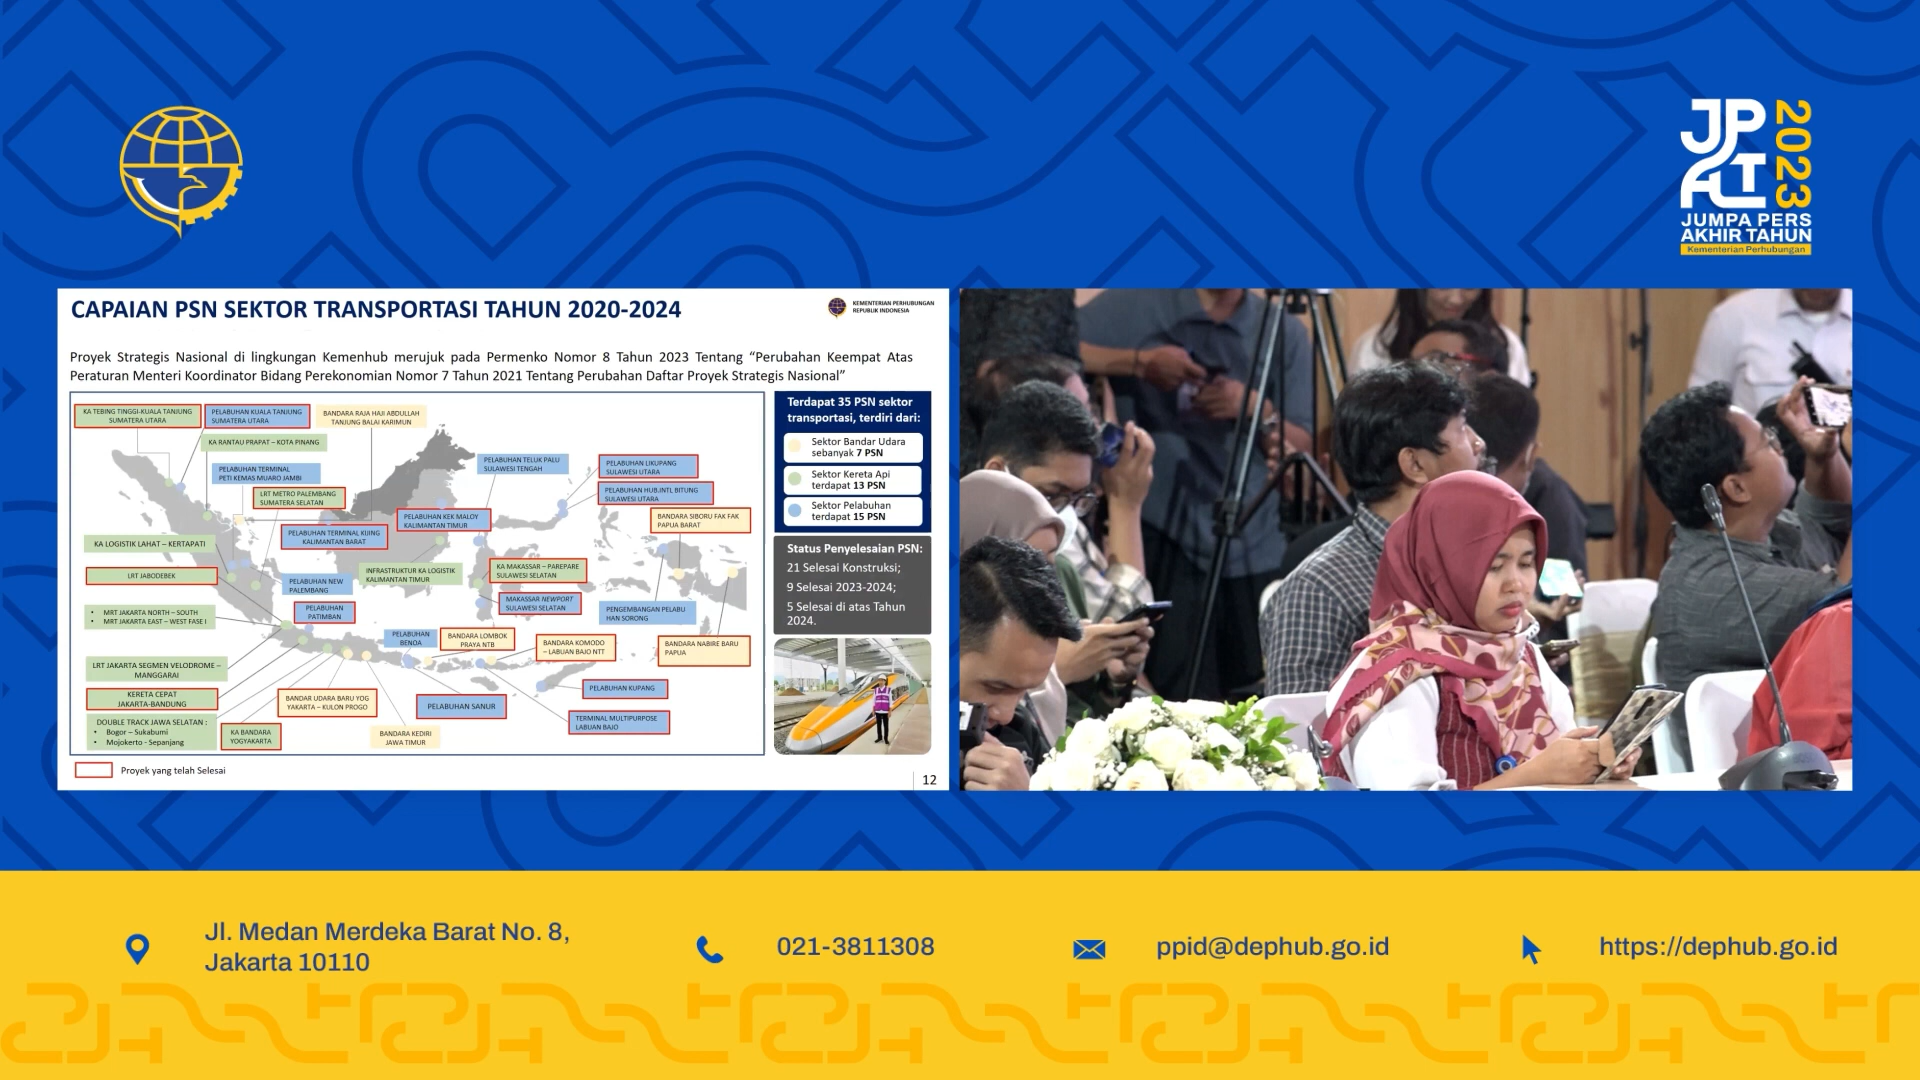 JPAT 2023
JUMPA PERS
AKHIR TAHUN
Kementerian Perhubungan
CAPAIAN PSN SEKTOR TRANSPORTASI TAHUN 2020-2024
KEMENTERIAN PERHUBUNGAN
REPUBLIK INDONESIA
Proyek Strategis Nasional di lingkungan Kemenhub merujuk pada Permenko Nomor 8 Tahun 2023 Tentang “Perubahan Keempat Atas
Peraturan Menteri Koordinator Bidang Perekonomian Nomor 7 Tahun 2021 Tentang Perubahan Daftar Proyek Strategis Nasional”
KA TEBING TINGGI-KUALA TANJUNG
SUMATERA UTARA
PELABUHAN KUALA TANJUNG
SUMATERA UTARA
BANDARA RAJA HAJI ABDULLAH
TANJUNG BALAI KARIMUN
KA RANTAU PRAPAT – KOTA PINANG
PELABUHAN TERMINAL
PETI KEMAS MUARO JAMBI
LRT METRO PALEMBANG
SUMATERA SELATAN
PELABUHAN TELUK PALU
SULAWESI TENGAH
PELABUHAN LIKUPANG
SULAWESI UTARA
PELABUHAN HUB.INTL BITUNG
SULAWESI UTARA
PELABUHAN KEK MALOY
KALIMANTAN TIMUR
BANDARA SIBORU FAK FAK
PAPUA BARAT
PELABUHAN TERMINAL KIJING
KALIMANTAN BARAT
KA LOGISTIK LAHAT – KERTAPATI
LRT JABODEBEK
PELABUHAN NEW
PALEMBANG
INFRASTRUKTUR KA LOGISTIK
KALIMANTAN TIMUR
KA MAKASSAR – PAREPARE
SULAWESI SELATAN
MAKASSAR NEWPORT
SULAWESI SELATAN
PENGEMBANGAN PELABU
HAN SORONG
• MRT JAKARTA NORTH – SOUTH
• MRT JAKARTA EAST – WEST FASE I
PELABUHAN
PATIMBAN
PELABUHAN
BENOA
BANDARA LOMBOK
PRAYA NTB
BANDARA KOMODO
– LABUAN BAJO NTT
BANDARA NABIRE BARU
PAPUA
LRT JAKARTA SEGMEN VELODROME –
MANGGARAI
KERETA CEPAT
JAKARTA-BANDUNG
BANDAR UDARA BARU YOG
YAKARTA – KULON PROGO
PELABUHAN SANUR
PELABUHAN KUPANG
TERMINAL MULTIPURPOSE
LABUAN BAJO
DOUBLE TRACK JAWA SELATAN :
• Bogor – Sukabumi
• Mojokerto - Sepanjang
KA BANDARA
YOGYAKARTA
BANDARA KEDIRI
JAWA TIMUR
Proyek yang telah Selesai
Terdapat 35 PSN sektor
transportasi, terdiri dari:
Sektor Bandar Udara
sebanyak 7 PSN
Sektor Kereta Api
terdapat 13 PSN
Sektor Pelabuhan
terdapat 15 PSN
Status Penyelesaian PSN:
21 Selesai Konstruksi;
9 Selesai 2023-2024;
5 Selesai di atas Tahun
2024.
12
Jl. Medan Merdeka Barat No. 8,
Jakarta 10110
021-3811308
ppid@dephub.go.id
https://dephub.go.id